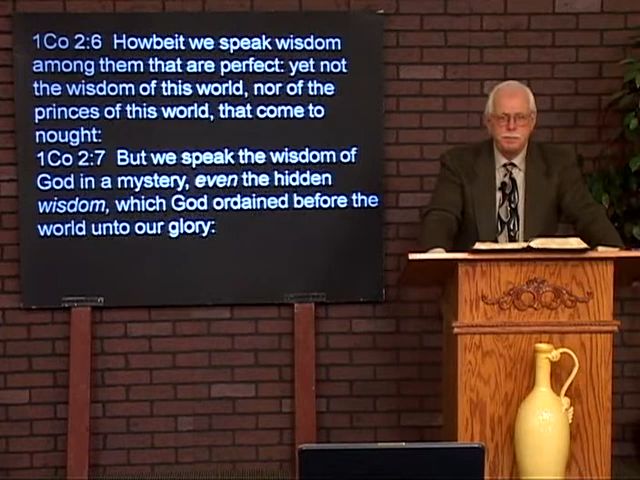 1Co 2:6 Howbeit we speak wisdom
among them that are perfect: yet not
the wisdom of this world, nor of the
princes of this world, that come to
nought:
1Co 2:7 But we speak the wisdom of
God in a mystery, even the hidden
wisdom, which God ordained before the
world unto our glory: